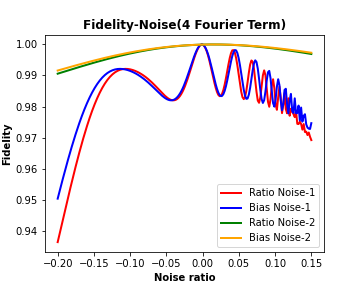 Fidelity-Noise(4 Fourier Term)
1.00
0.99
0.98
0.97
0.96
0.95
0.94
Fidelity
Ratio Noise-1
Bias Noise-1
Ratio Noise-2
Bias Noise-2
−0.20 −0.15 −0.10 −0.05 0.00 0.05 0.10 0.15
Noise ratio